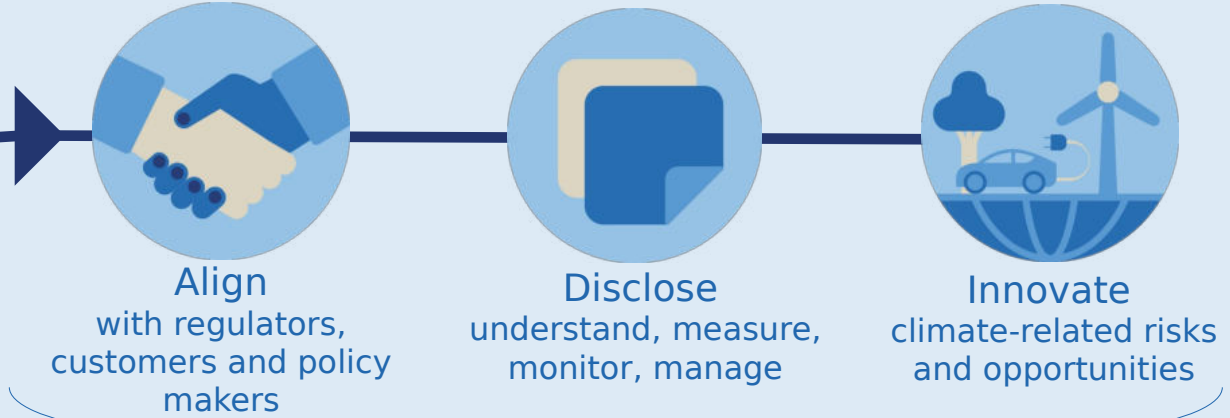 Align
with regulators,
customers and policy
makers
Disclose
understand, measure,
monitor, manage
Innovate
climate-related risks
and opportunities